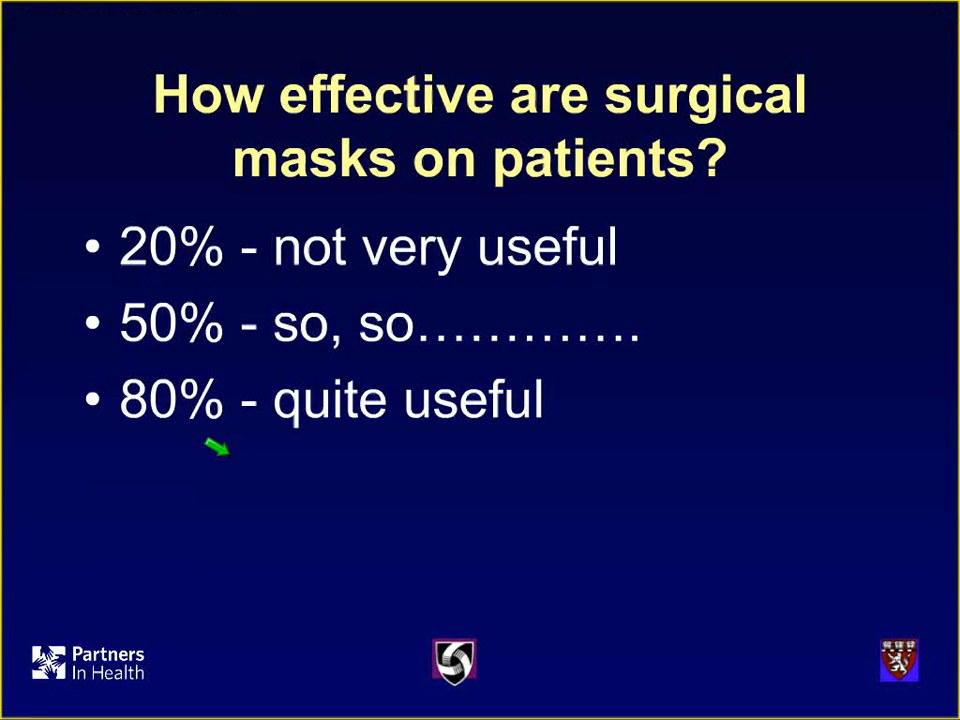 How effective are surgical
masks on patients?
• 20% - not very useful
• 50% - so, so………….
• 80% - quite useful
Partners
In Health